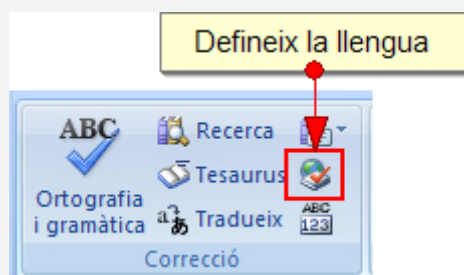 Defineix la llengua
ABC
Recerca
Tesaurus
Ortografia
i gramàtica
Tradueix
ABC
123
Correcció